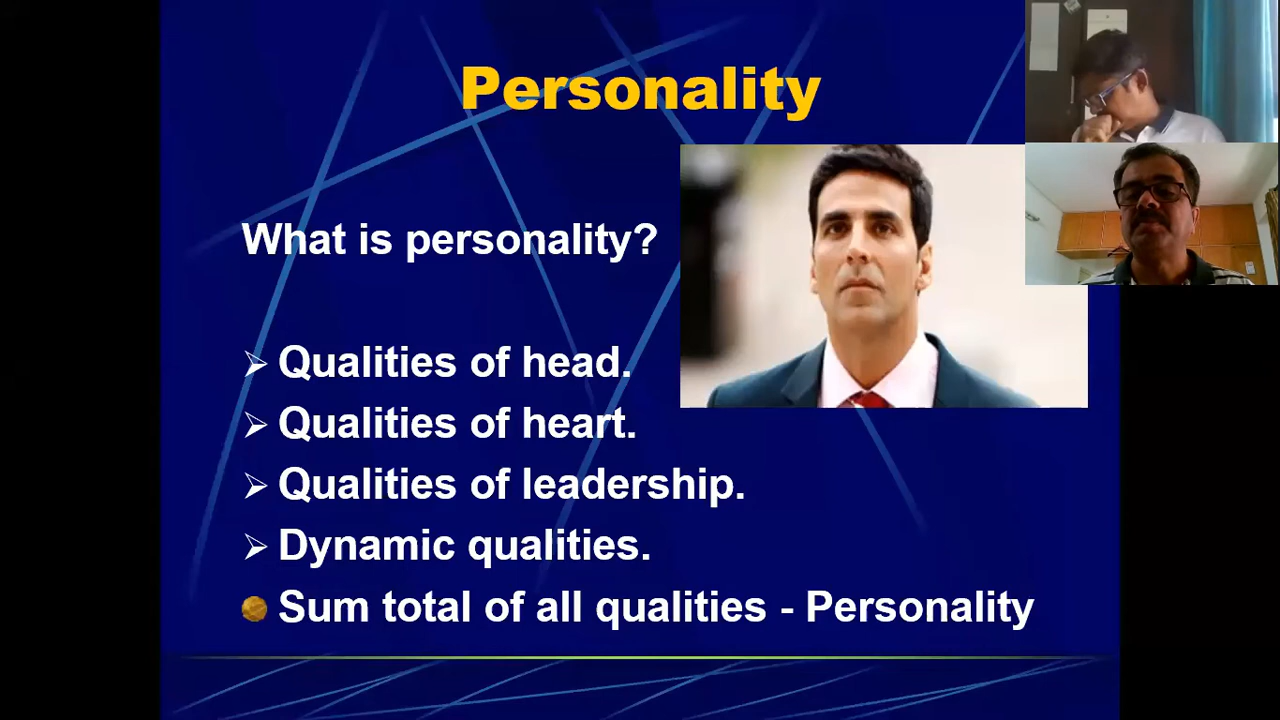 Personality
What is personality?
Qualities of head.
Qualities of heart.
Qualities of leadership.
Dynamic qualities.
Sum total of all qualities - Personality